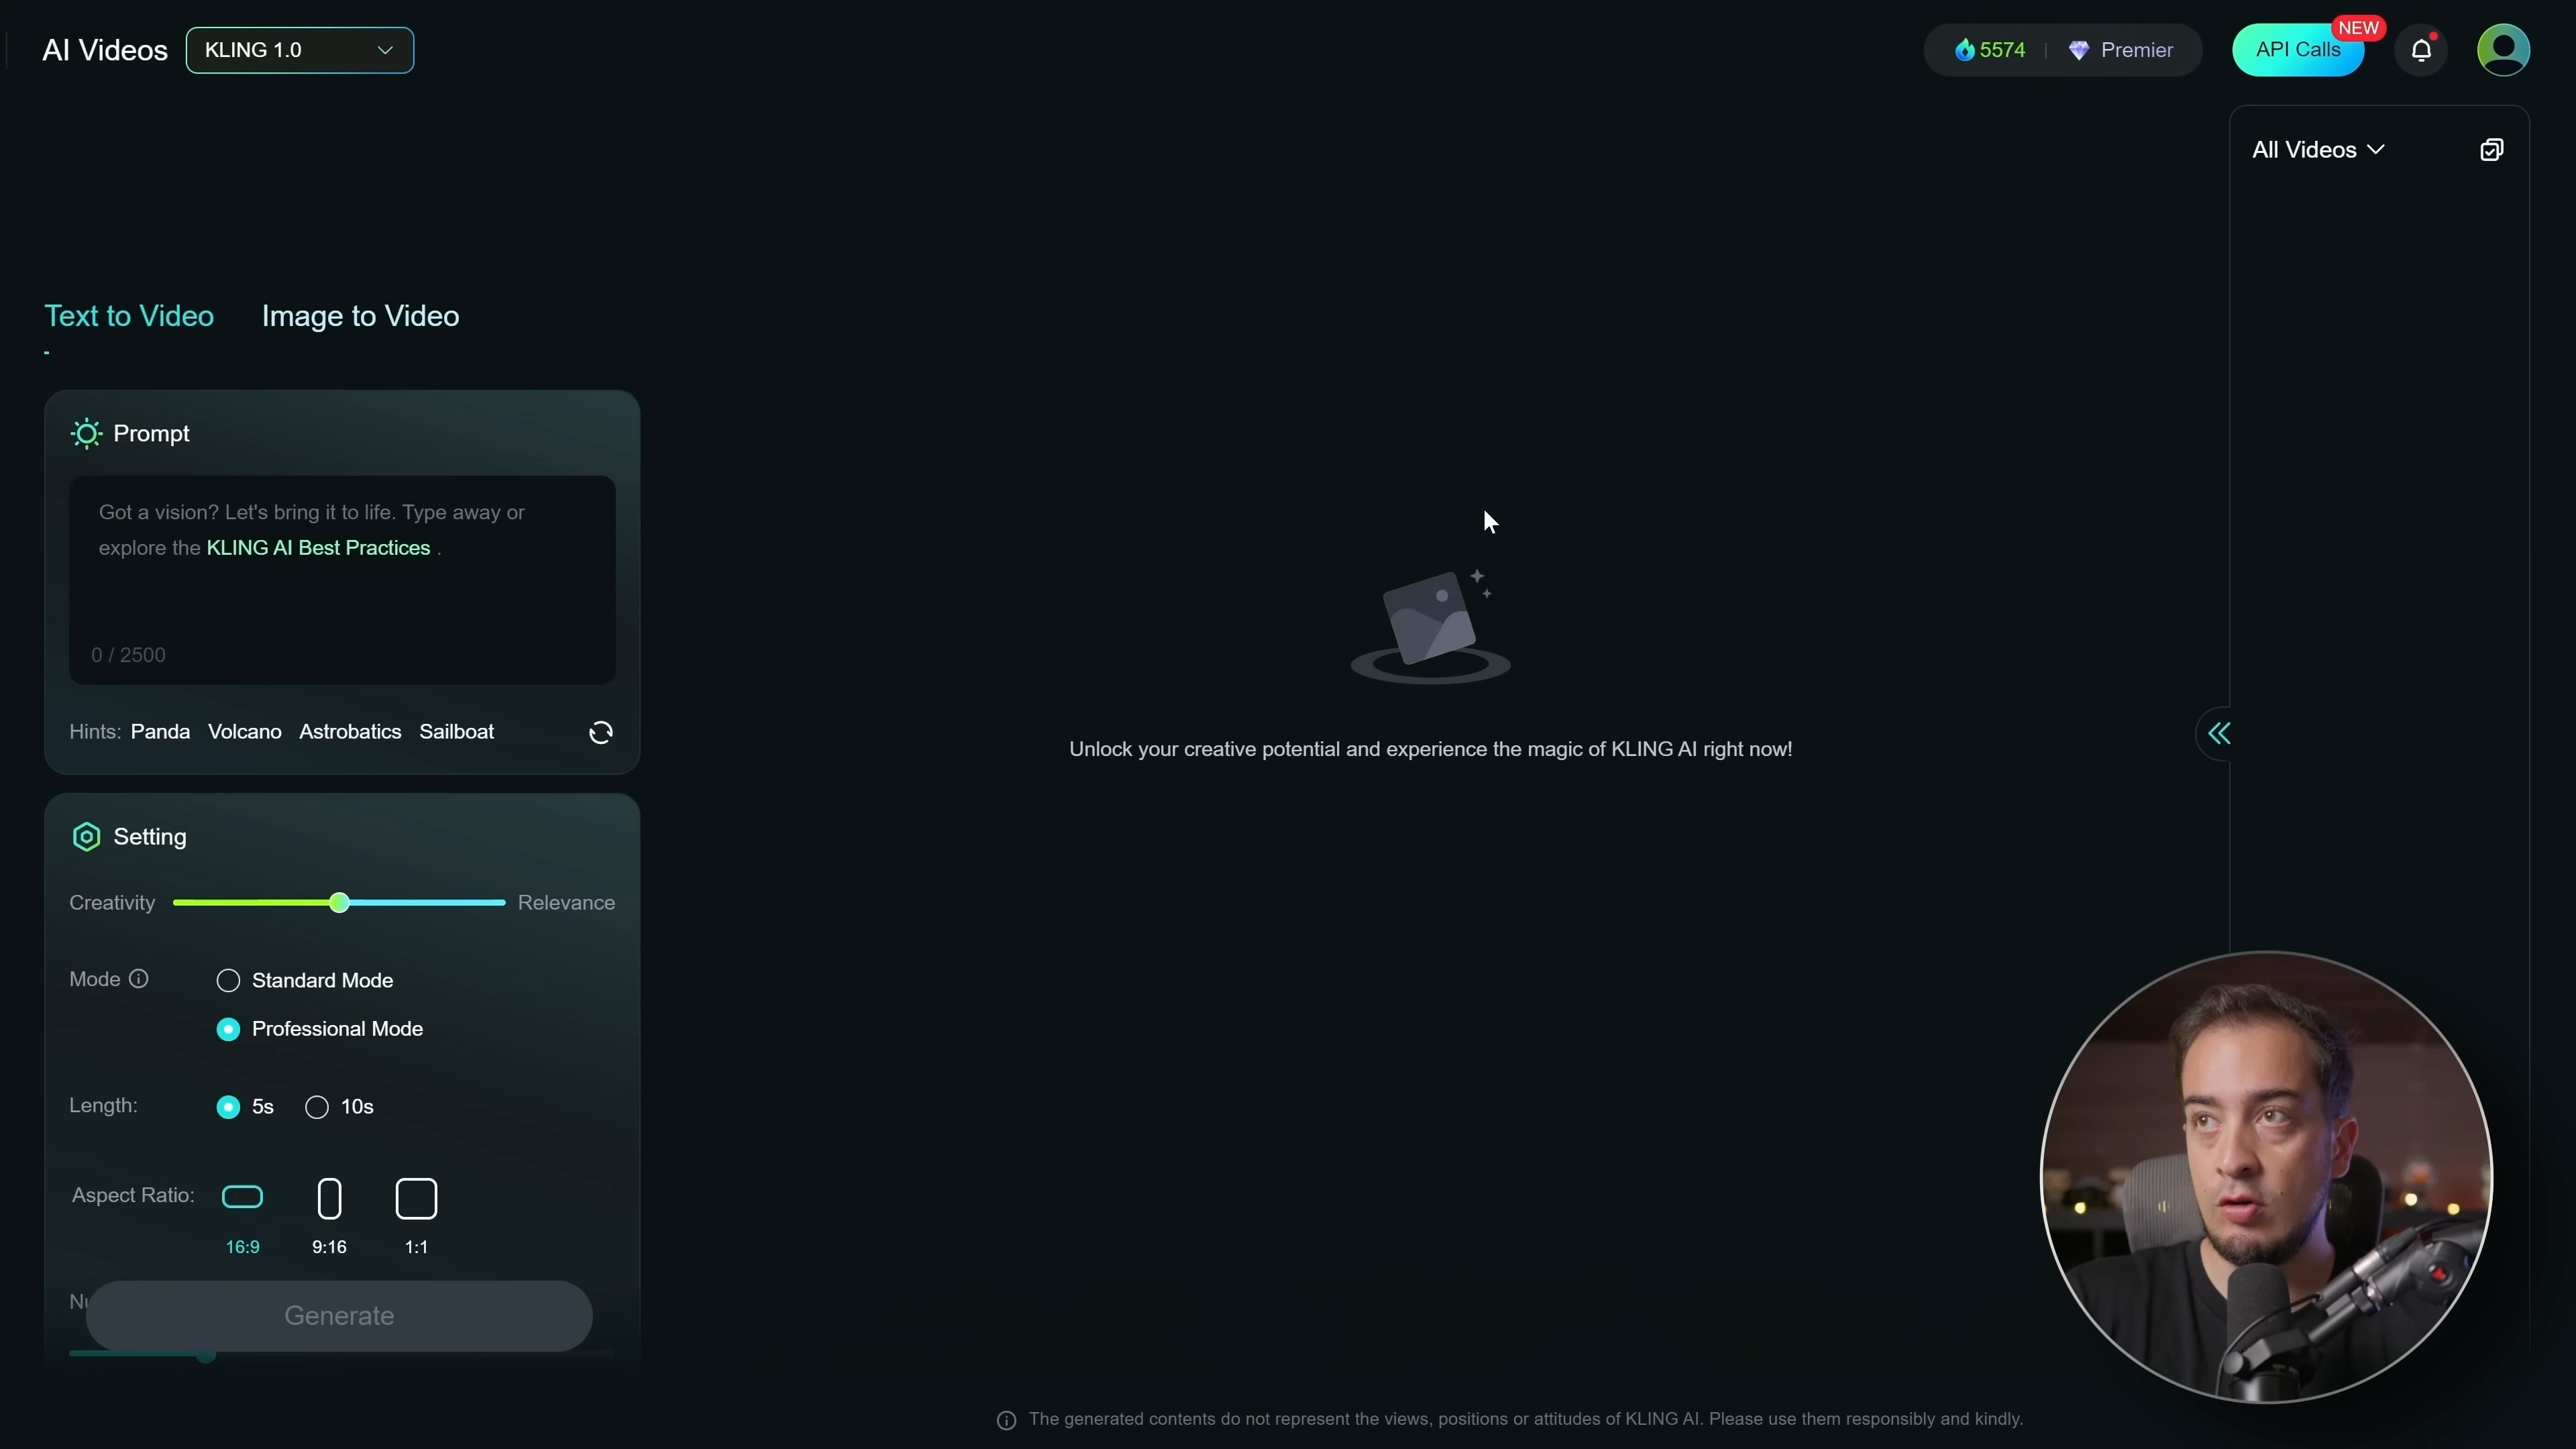 AI Videos
KLING 1.0
5574
Premier
API Calls
NEW
All Videos
Text to Video
Image to Video
Prompt
Got a vision? Let's bring it to life. Type away or
explore the KLING AI Best Practices .
0 / 2500
Hints: Panda Volcano Astrobatics Sailboat
Unlock your creative potential and experience the magic of KLING AI right now!
Setting
Creativity
Relevance
Mode
Standard Mode
Professional Mode
Length:
5s
10s
Aspect Ratio:
16:9
9:16
1:1
Generate
The generated contents do not represent the views, positions or attitudes of KLING AI. Please use them responsibly and kindly.